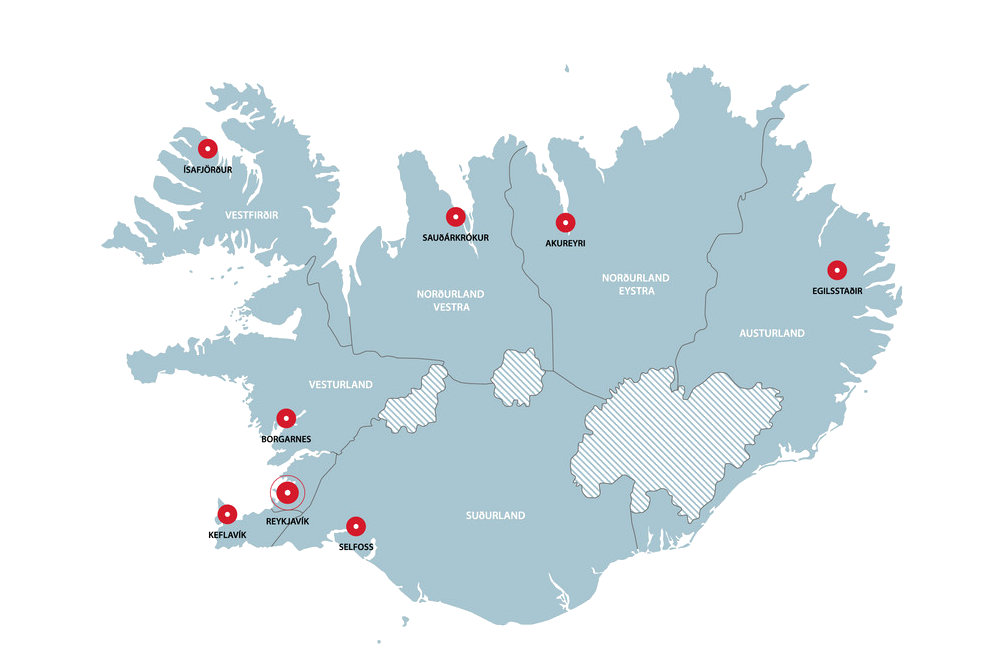 ÍSAFJÖRÐUR
VESTFIRÐIR
SAUÐÁRKRÓKUR
AKUREYRI
NORÐURLAND
VESTRA
NORÐURLAND
EYSTRA
EGILSSTAÐIR
AUSTURLAND
VESTURLAND
BORGARNES
REYKJAVÍK
KEFLAVÍK
SELFOSS
SUÐURLAND